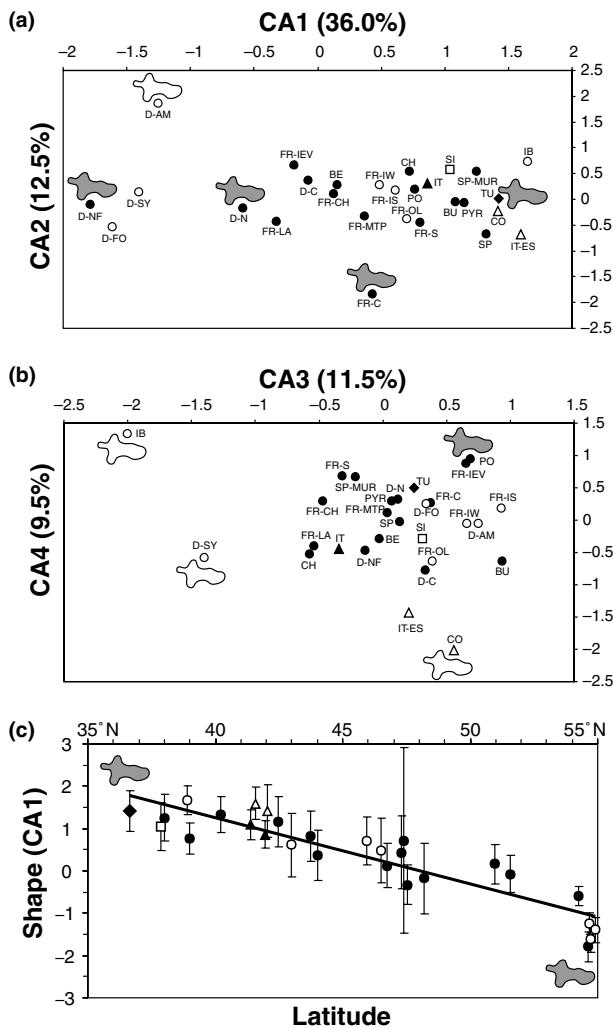 (a)
CA1 (36.0%)
−2 −1.5 −1 −0.5 0 0.5 1 1.5 2
CA2 (12.5%)
2.5
2
1.5
1
0.5
0
−0.5
−1
−1.5
−2
−2.5
D-AM
FR-IEV
D-C
BE
FR-CH
FR-IW
FR-IS
CH
PO
IT
SI
SP-MUR
IB
TU
D-NF
D-SY
D-FO
D-N
FR-LA
FR-MTP
FR-OL
FR-S
BU
PYR
CO
SP
IT-ES
FR-C
(b)
CA3 (11.5%)
−2.5 −2 −1.5 −1 −0.5 0 0.5 1 1.5
CA4 (9.5%)
1.5
1
0.5
0
−0.5
−1
−1.5
−2
−2.5
IB
PO
FR-IEV
FR-S
SP-MUR
D-N
TU
PYR
FR-C
FR-IS
FR-CH
FR-MTP
D-FO
SP
FR-IW
SI
D-AM
FR-LA
IT
BE
D-SY
CH
D-NF
FR-OL
D-C
BU
IT-ES
CO
(c)
35°N 40 45 50 55°N
Shape (CA1)
3
2
1
0
−1
−2
−3
Latitude